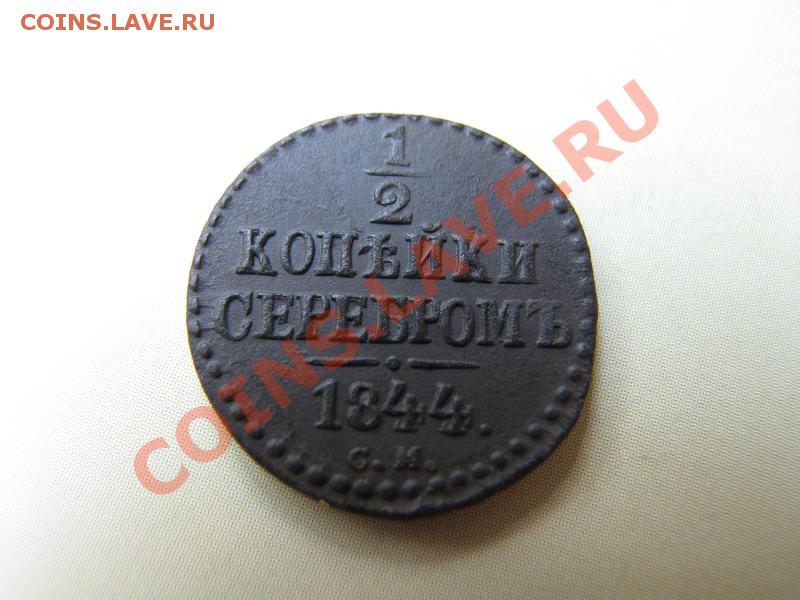 COINS.LAVE.RU
1
2
КОПѢЙКИ
СЕРЕБРОМЪ
1844.
С.М.
COINS.LAVE.RU